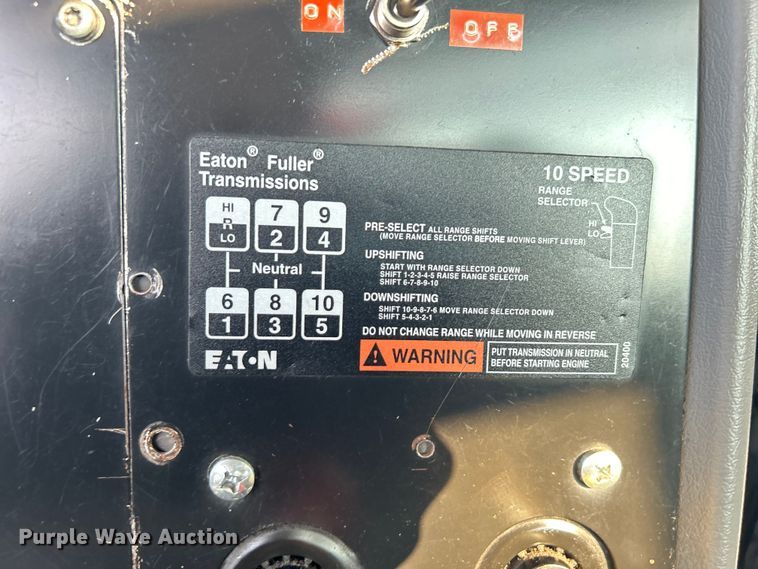 ON
OFF
Eaton® Fuller®
Transmissions
10 SPEED
RANGE
SELECTOR
HI
LO
HI
R
LO
7
2
9
4
Neutral
6
1
8
3
10
5
EATON
PRE-SELECT ALL RANGE SHIFTS
(MOVE RANGE SELECTOR BEFORE MOVING SHIFT LEVER)
UPSHIFTING
START WITH RANGE SELECTOR DOWN
SHIFT 1-2-3-4-5 RAISE RANGE SELECTOR
SHIFT 6-7-8-9-10
DOWNSHIFTING
SHIFT 10-9-8-7-6 MOVE RANGE SELECTOR DOWN
SHIFT 5-4-3-2-1
DO NOT CHANGE RANGE WHILE MOVING IN REVERSE
WARNING
PUT TRANSMISSION IN NEUTRAL
BEFORE STARTING ENGINE
20400
Purple Wave Auction